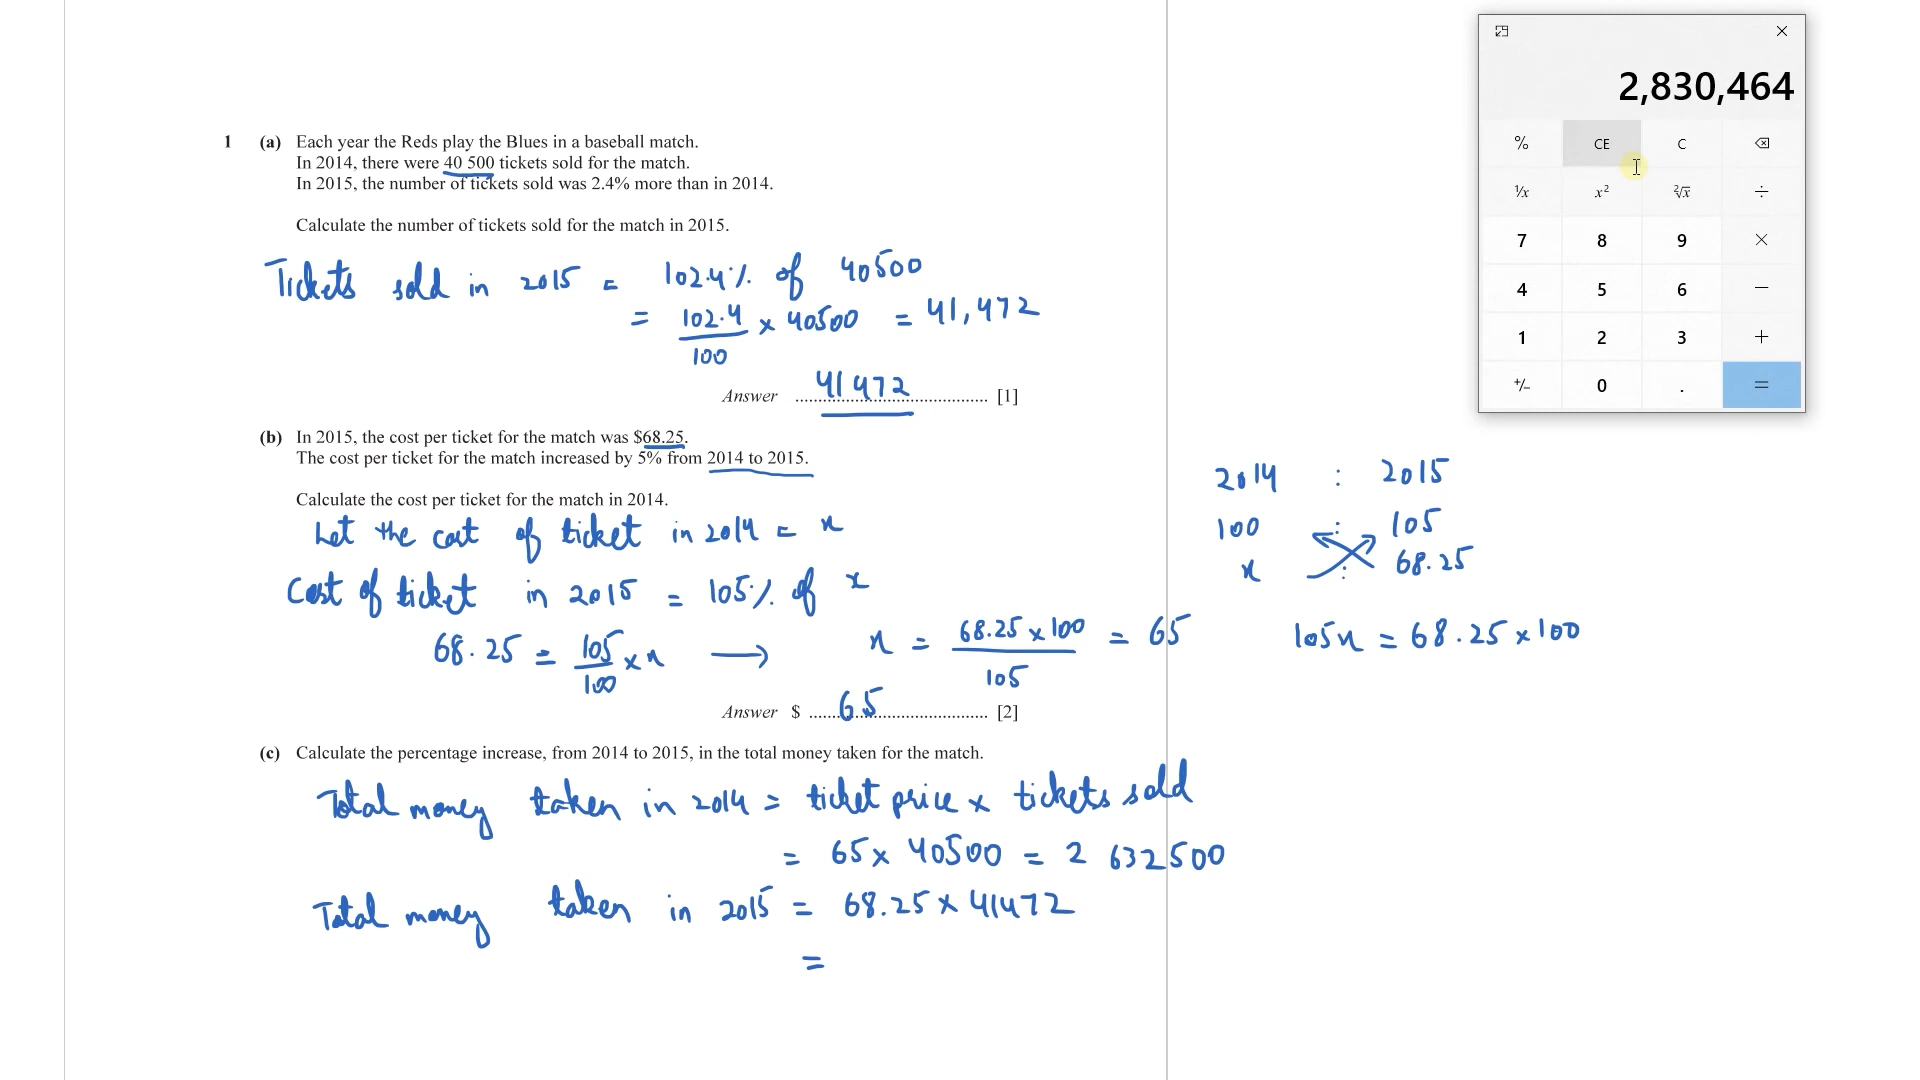 1 (a) Each year the Reds play the Blues in a baseball match.
In 2014, there were 40 500 tickets sold for the match.
In 2015, the number of tickets sold was 2.4% more than in 2014.
Calculate the number of tickets sold for the match in 2015.
Tickets sold in 2015 = 102.4% of 40500
= 102.4/100 × 40500 = 41,472
Answer 41472 [1]
(b) In 2015, the cost per ticket for the match was $68.25.
The cost per ticket for the match increased by 5% from 2014 to 2015.
Calculate the cost per ticket for the match in 2014.
Let the cost of ticket in 2014 = x
Cost of ticket in 2015 = 105% of x
68.25 = 105/100 × x → x = 68.25 × 100 / 105 = 65
Answer $ 65 [2]
(c) Calculate the percentage increase, from 2014 to 2015, in the total money taken for the match.
Total money taken in 2014 = ticket price × tickets sold
= 65 × 40500 = 2 632500
Total money taken in 2015 = 68.25 × 41472
=
2014 : 2015
100 : 105
x : 68.25
105x = 68.25 × 100
2,830,464
% CE C ⌫
¹/x x² ²√x ÷
7 8 9 ×
4 5 6 −
1 2 3 +
+/− 0 . =